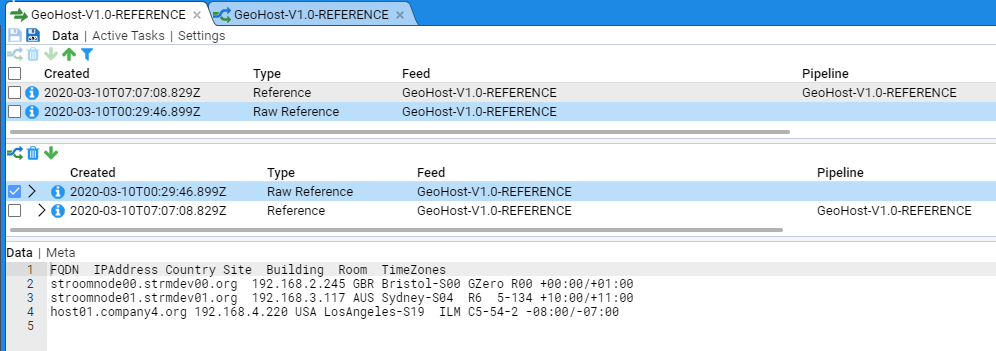 GeoHost-V1.0-REFERENCE × GeoHost-V1.0-REFERENCE ×
Data | Active Tasks | Settings
Created Type Feed Pipeline
2020-03-10T07:07:08.829Z Reference GeoHost-V1.0-REFERENCE GeoHost-V1.0-REFERENCE
2020-03-10T00:29:46.899Z Raw Reference GeoHost-V1.0-REFERENCE
Created Type Feed Pipeline
2020-03-10T00:29:46.899Z Raw Reference GeoHost-V1.0-REFERENCE
2020-03-10T07:07:08.829Z Reference GeoHost-V1.0-REFERENCE GeoHost-V1.0-REFERENCE
Data | Meta
1 FQDN IPAddress Country Site Building Room TimeZones
2 stroomnode00.strmdev00.org 192.168.2.245 GBR Bristol-S00 GZero R00 +00:00/+01:00
3 stroomnode01.strmdev01.org 192.168.3.117 AUS Sydney-S04 R6 5-134 +10:00/+11:00
4 host01.company4.org 192.168.4.220 USA LosAngeles-S19 ILM C5-54-2 -08:00/-07:00
5